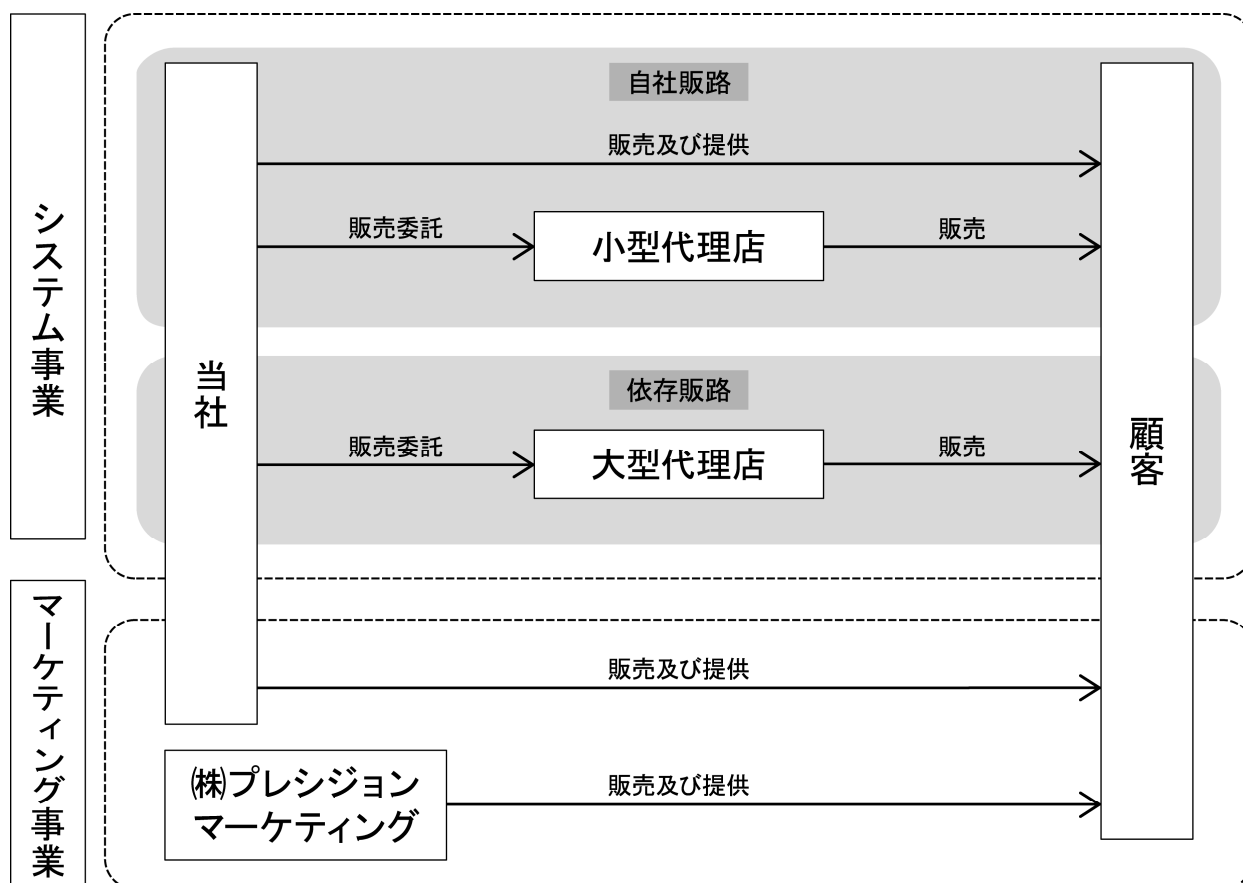 システム事業
自社販路
販売及び提供
販売委託
小型代理店
販売
当社
依存販路
販売委託
大型代理店
販売
顧客
マーケティング事業
販売及び提供
㈱プレシジョン
マーケティング
販売及び提供